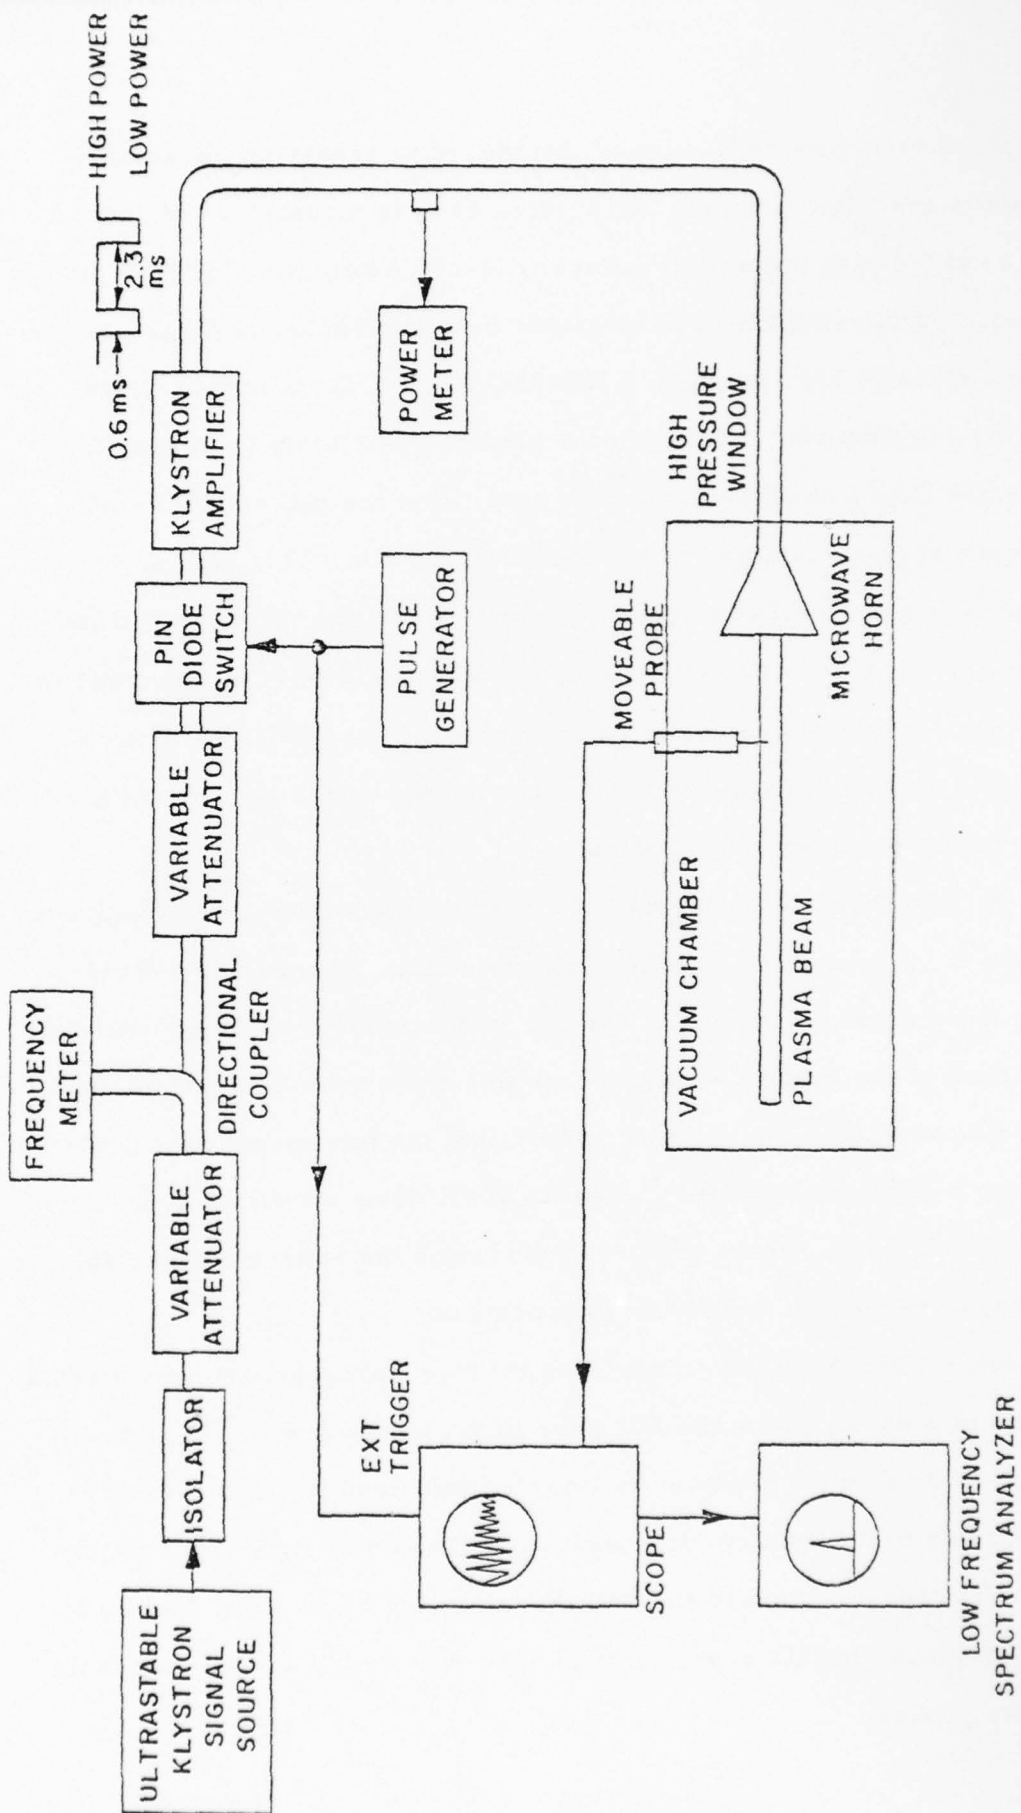 ULTRASTABLE
KLYSTRON
SIGNAL
SOURCE
ISOLATOR
VARIABLE
ATTENUATOR
FREQUENCY
METER
DIRECTIONAL
COUPLER
VARIABLE
ATTENUATOR
PIN
DIODE
SWITCH
KLYSTRON
AMPLIFIER
0.6 ms
2.3
ms
HIGH POWER
LOW POWER
PULSE
GENERATOR
POWER
METER
EXT
TRIGGER
SCOPE
LOW FREQUENCY
SPECTRUM ANALYZER
MOVEABLE
PROBE
HIGH
PRESSURE
WINDOW
VACUUM CHAMBER
PLASMA BEAM
MICROWAVE
HORN